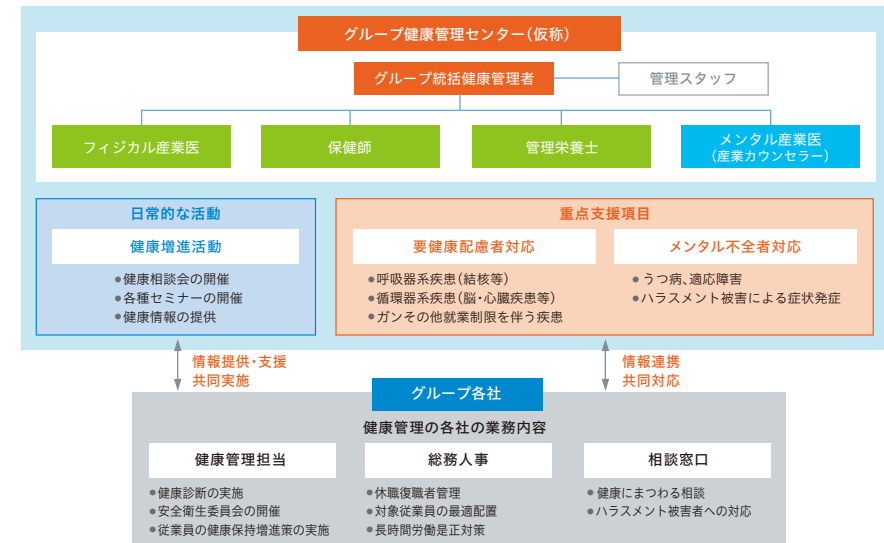 グループ健康管理センター(仮称)
グループ統括健康管理者
管理スタッフ
フィジカル産業医
保健師
管理栄養士
メンタル産業医
(産業カウンセラー)
日常的な活動
健康増進活動
●健康相談会の開催
●各種セミナーの開催
●健康情報の提供
重点支援項目
要健康配慮者対応
●呼吸器系疾患(結核等)
●循環器系疾患(脳・心臓疾患等)
●ガンその他就業制限を伴う疾患
メンタル不全者対応
●うつ病、適応障害
●ハラスメント被害による症状発症
情報提供・支援
共同実施
情報連携
共同対応
グループ各社
健康管理の各社の業務内容
健康管理担当
●健康診断の実施
●安全衛生委員会の開催
●従業員の健康保持増進策の実施
総務人事
●休職復職者管理
●対象従業員の最適配置
●長時間労働是正対策
相談窓口
●健康にまつわる相談
●ハラスメント被害者への対応